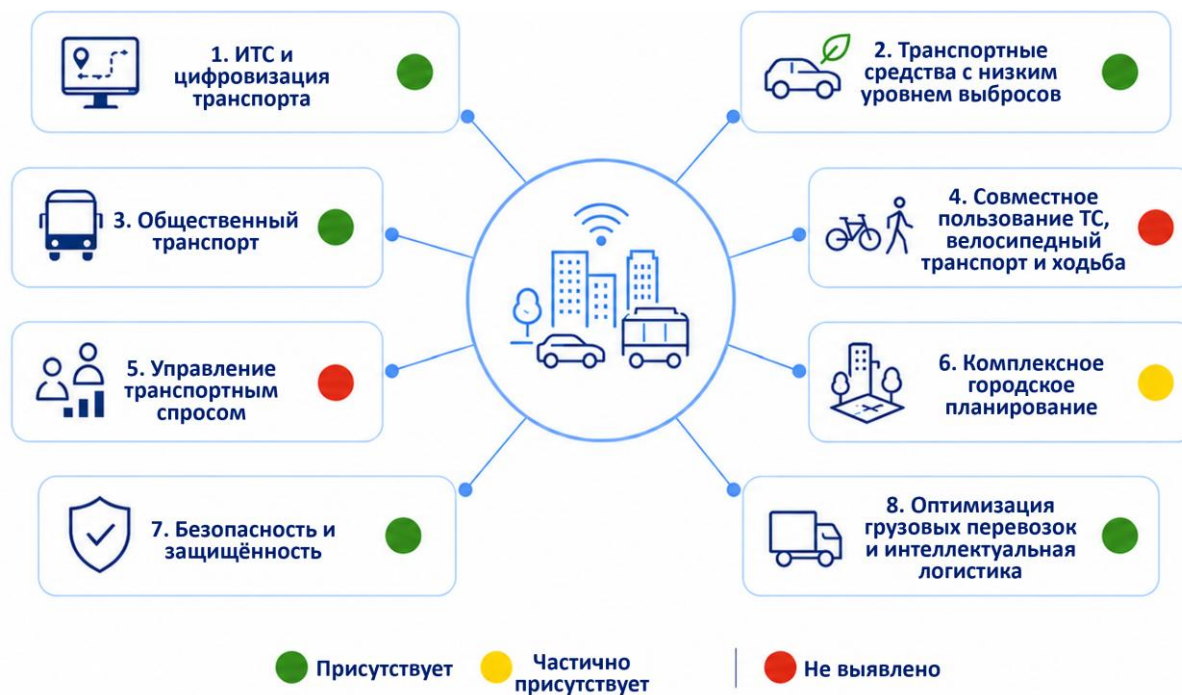 1. ИТС и
цифровизация
транспорта
2. Транспортные
средства с низким
уровнем выбросов
3. Общественный
транспорт
4. Совместное
пользование ТС,
велосипедный
транспорт и ходьба
5. Управление
транспортным
спросом
6. Комплексное
городское
планирование
7. Безопасность и
защищённость
8. Оптимизация
грузовых перевозок
и интеллектуальная
логистика
Присутствует
Частично
присутствует
Не выявлено